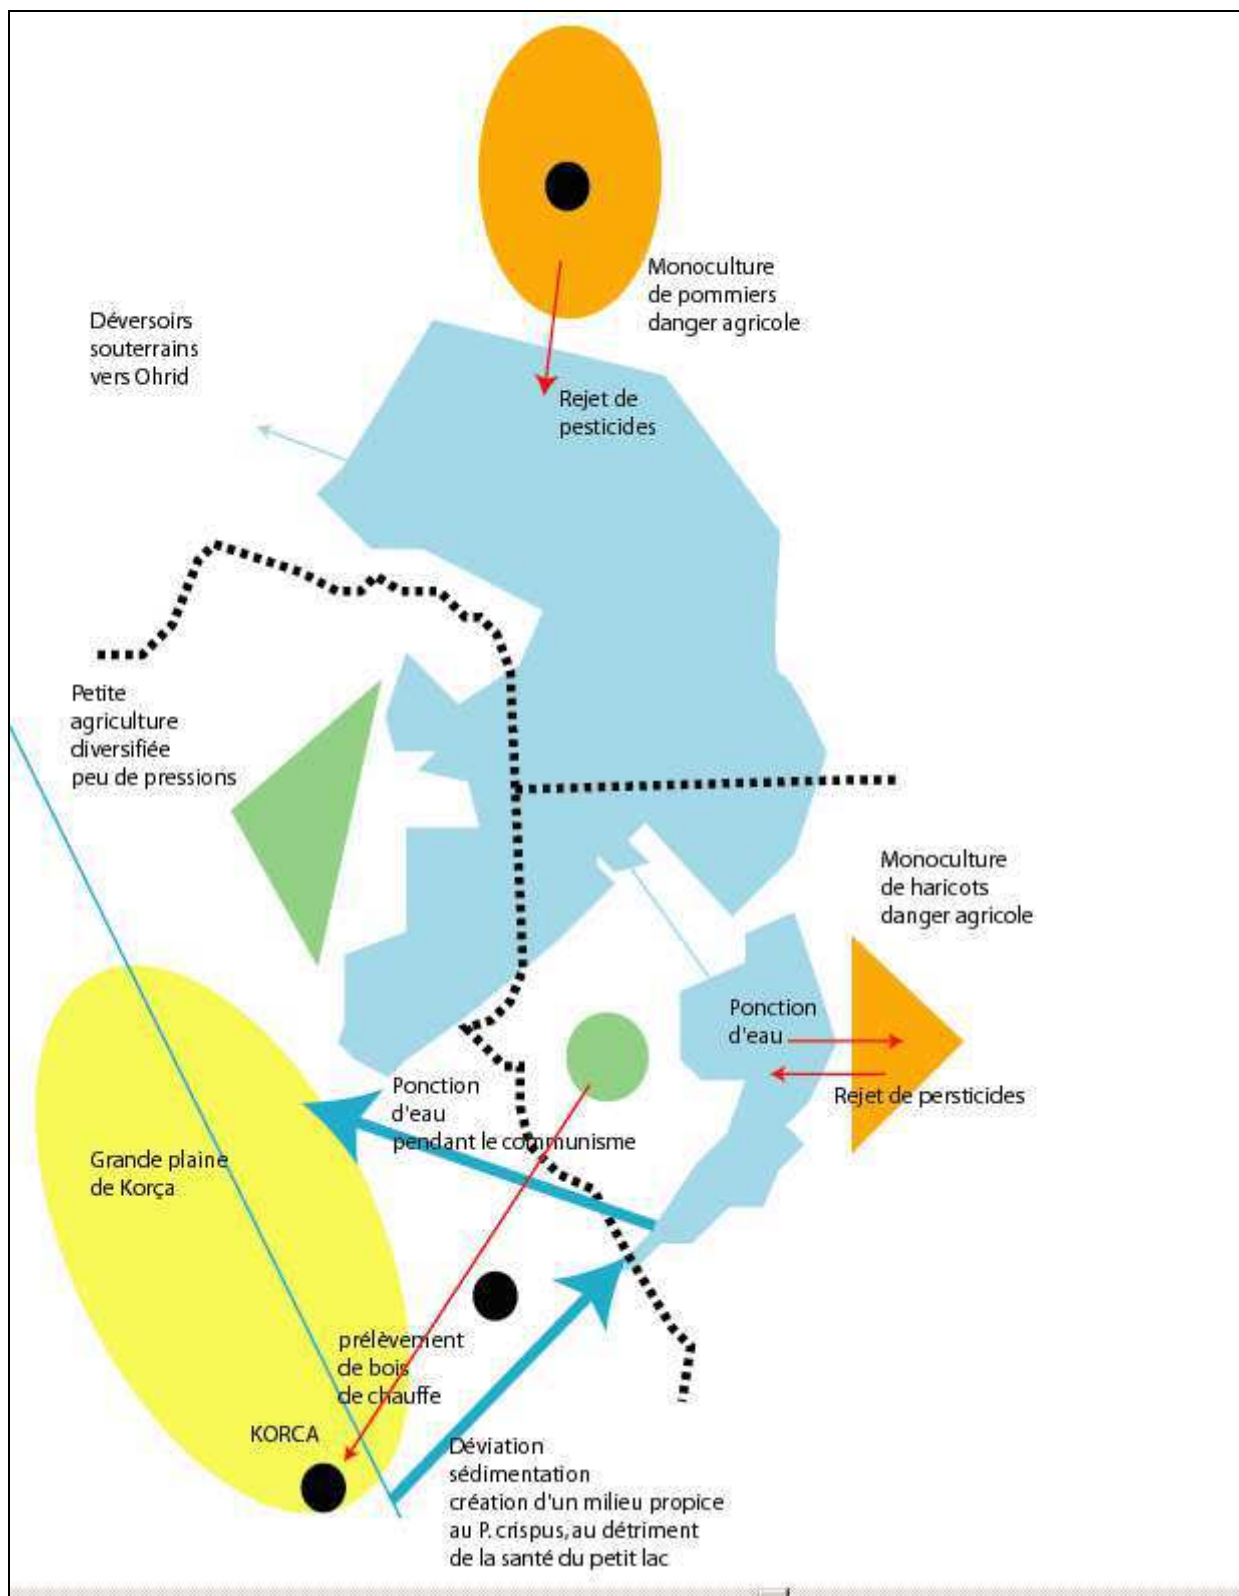 Monoculture
de pommiers
danger agricole
Déversoirs
souterrains
vers Ohrid
Rejet de
pesticides
Petite
agriculture
diversifiée
peu de pressions
Monoculture
de haricots
danger agricole
Ponction
d'eau
Rejet de persticides
Ponction
d'eau
pendant le communisme
Grande plaine
de Korça
prélèvement
de bois
de chauffe
KORCA
Déviation
sédimentation
création d'un milieu propice
au P. crispus, au détriment
de la santé du petit lac